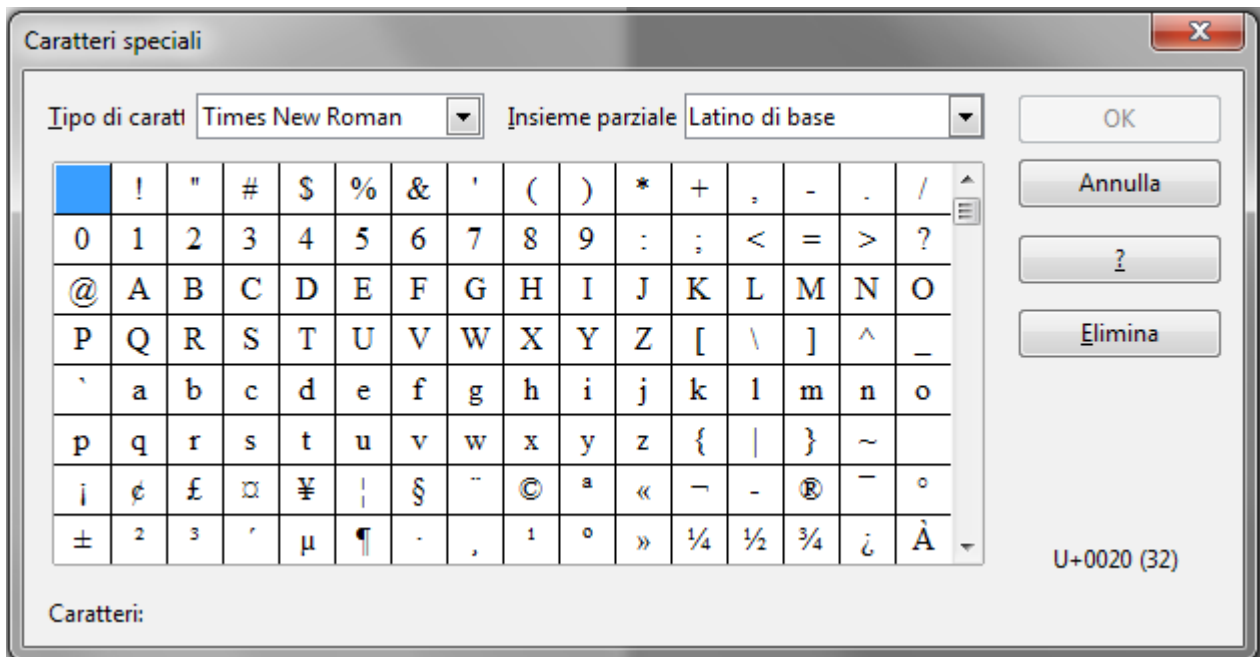 Caratteri speciali
Tipo di caratt Times New Roman Insieme parziale Latino di base OK
! " # $ % & ' ( ) * + , - . / Annulla
0 1 2 3 4 5 6 7 8 9 : ; < = > ?
?
@ A B C D E F G H I J K L M N O
P Q R S T U V W X Y Z [ \ ] ^ _ Elimina
` a b c d e f g h i j k l m n o
p q r s t u v w x y z { | } ~
¡ ¢ £ ¤ ¥ ¦ § ¨ © ª « ¬ - ® ¯ °
± ² ³ ´ µ ¶ · ¸ ¹ º » ¼ ½ ¾ ¿ À
U+0020 (32)
Caratteri: